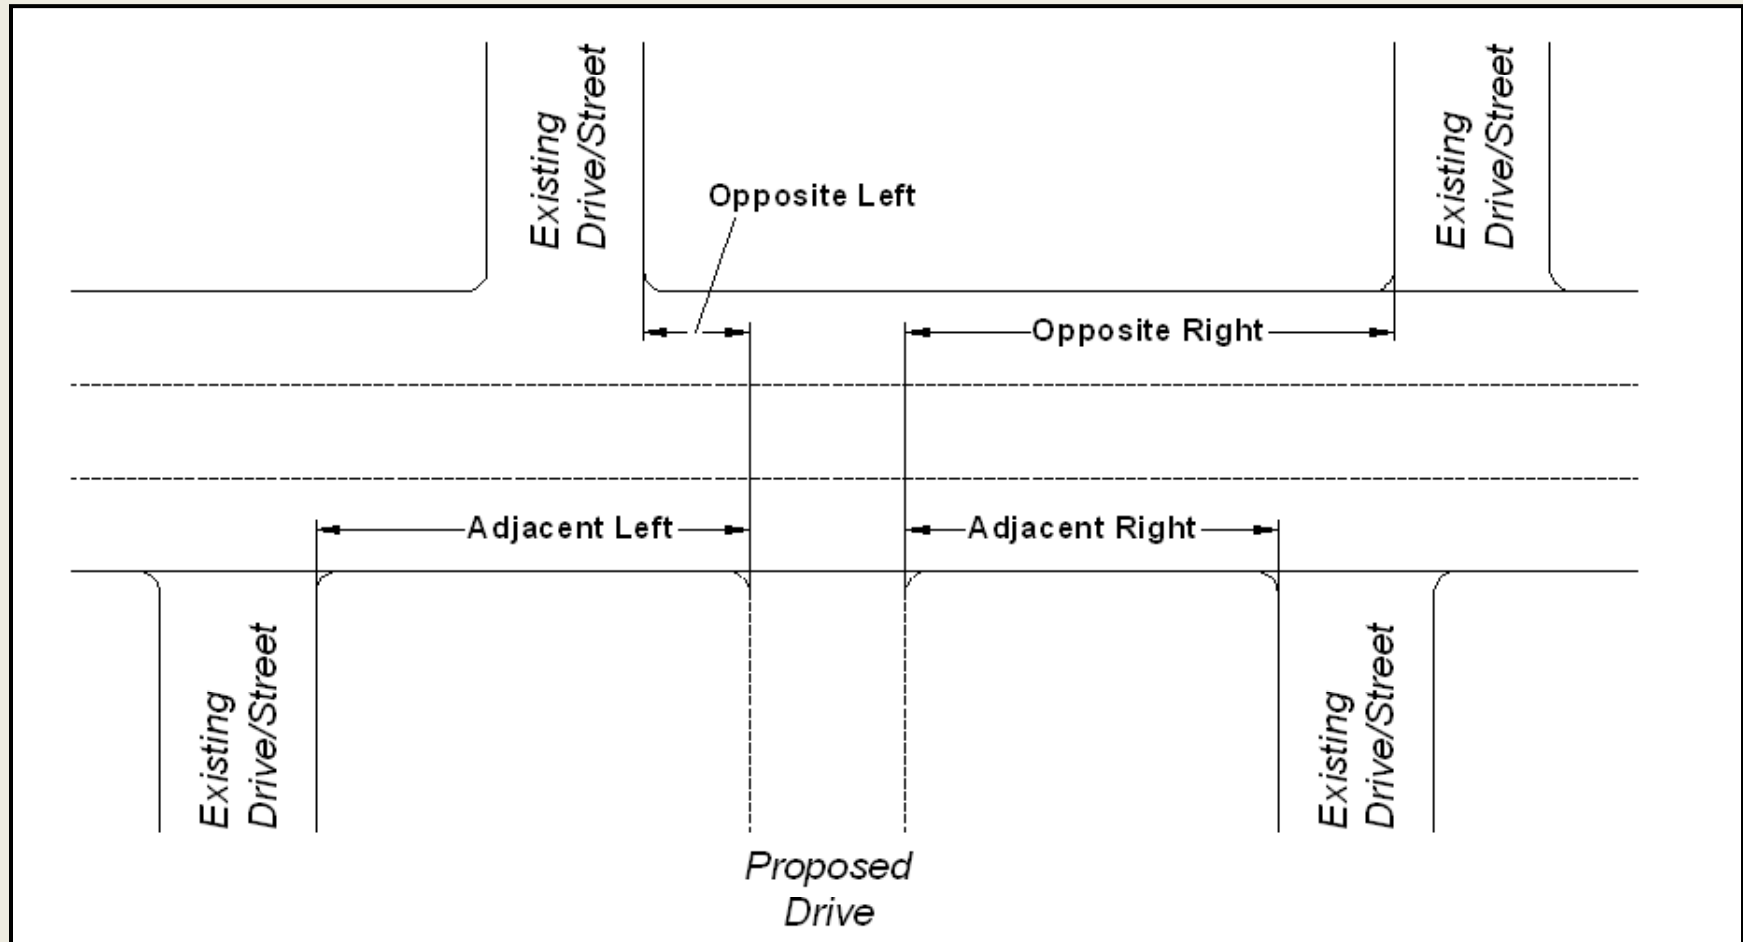 Existing
Drive/Street
Existing
Drive/Street
Opposite Left
Opposite Right
Adjacent Left
Adjacent Right
Existing
Drive/Street
Existing
Drive/Street
Proposed
Drive